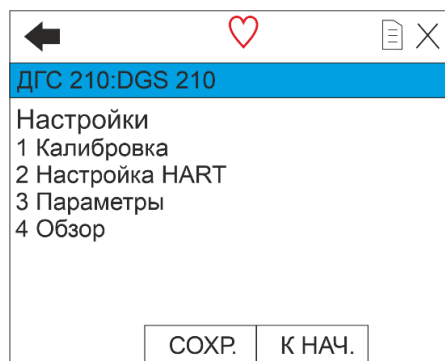 ДГС 210:DGS 210
Настройки
1 Калибровка
2 Настройка HART
3 Параметры
4 Обзор
СОХР. К НАЧ.